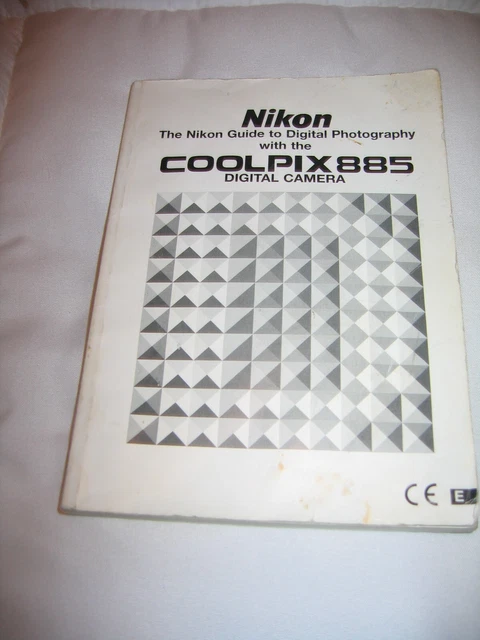 Nikon
The Nikon Guide to Digital Photography
with the
COOLPIX885
DIGITAL CAMERA
CE E